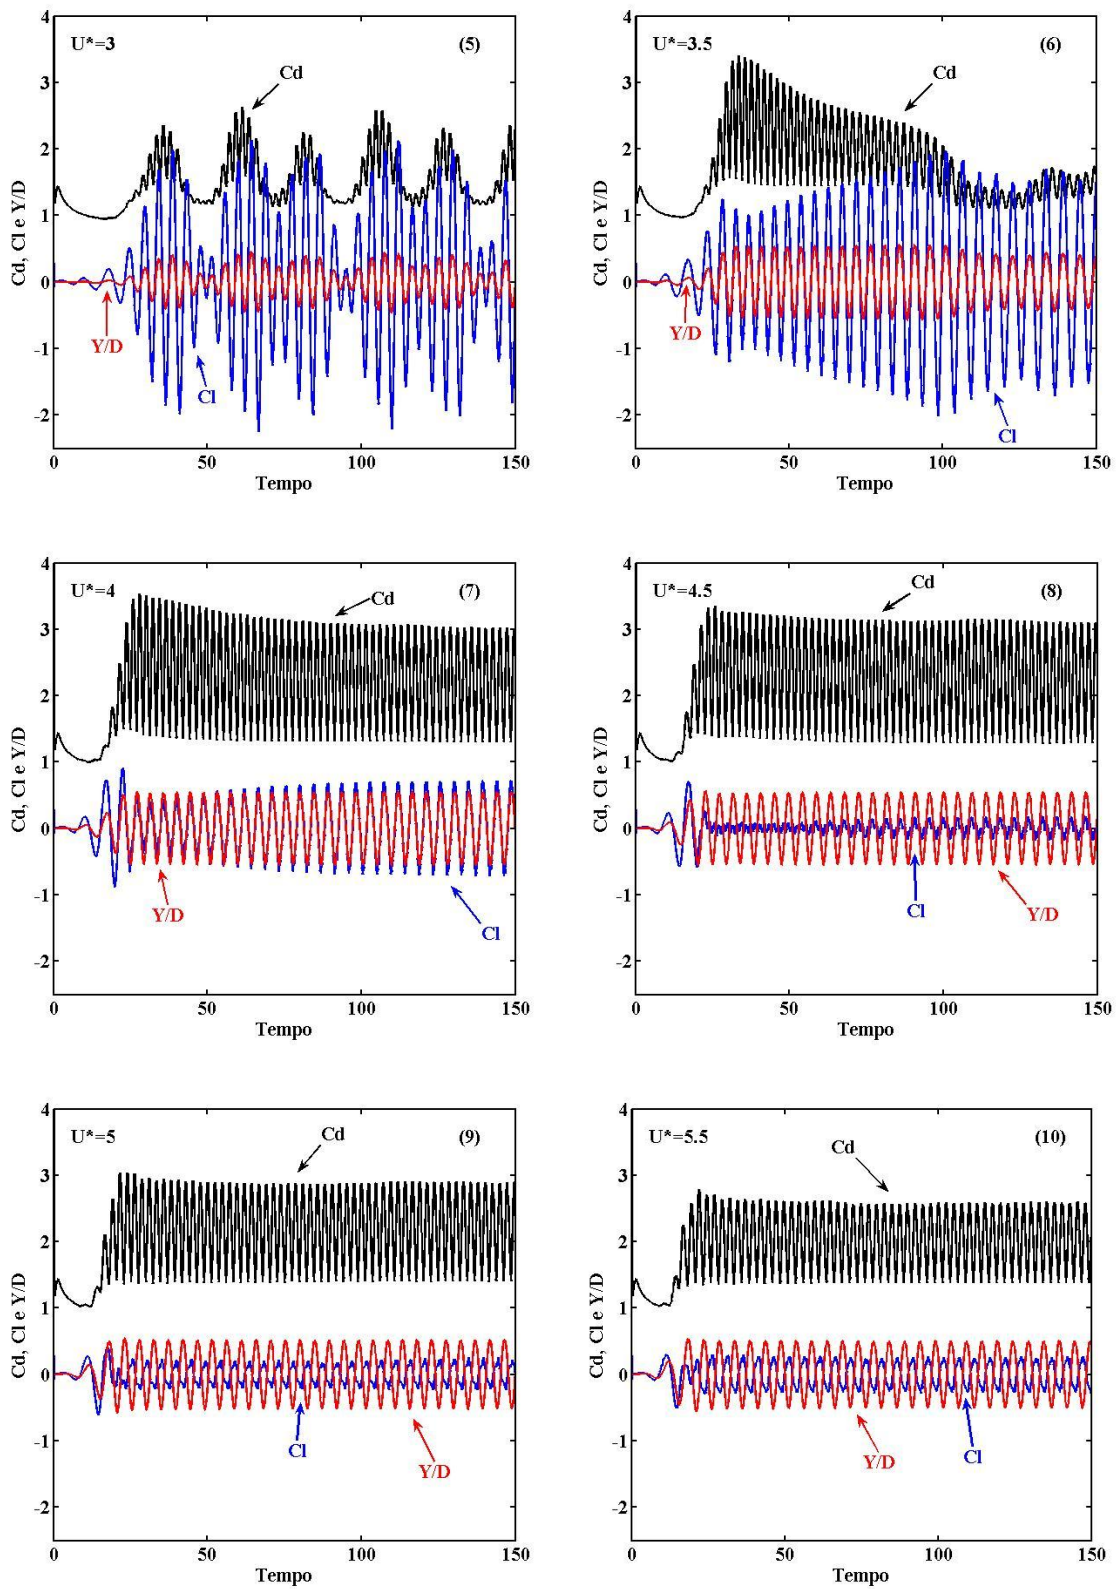 U*=3 (5)
Cd
Y/D
Cl
Cd, Cl e Y/D
4
3
2
1
0
-1
-2
0 50 100 150
Tempo
U*=3.5 (6)
Cd
Y/D
Cl
Cd, Cl e Y/D
4
3
2
1
0
-1
-2
0 50 100 150
Tempo
U*=4 (7)
Cd
Y/D
Cl
Cd, Cl e Y/D
4
3
2
1
0
-1
-2
0 50 100 150
Tempo
U*=4.5 (8)
Cd
Cl
Y/D
Cd, Cl e Y/D
4
3
2
1
0
-1
-2
0 50 100 150
Tempo
U*=5 (9)
Cd
Cl
Y/D
Cd, Cl e Y/D
4
3
2
1
0
-1
-2
0 50 100 150
Tempo
U*=5.5 (10)
Cd
Y/D
Cl
Cd, Cl e Y/D
4
3
2
1
0
-1
-2
0 50 100 150
Tempo